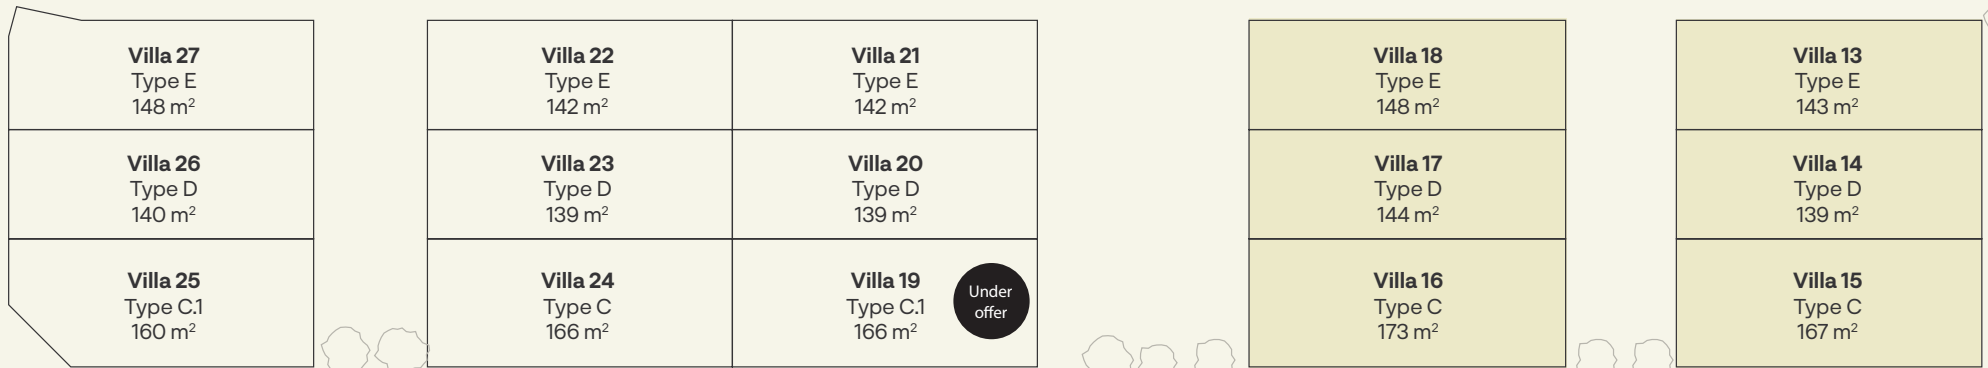 Villa 27
Type E
148 m²
Villa 22
Type E
142 m²
Villa 21
Type E
142 m²
Villa 18
Type E
148 m²
Villa 13
Type E
143 m²
Villa 26
Type D
140 m²
Villa 23
Type D
139 m²
Villa 20
Type D
139 m²
Villa 17
Type D
144 m²
Villa 14
Type D
139 m²
Villa 25
Type C.1
160 m²
Villa 24
Type C
166 m²
Villa 19
Type C.1
166 m²
Under
offer
Villa 16
Type C
173 m²
Villa 15
Type C
167 m²